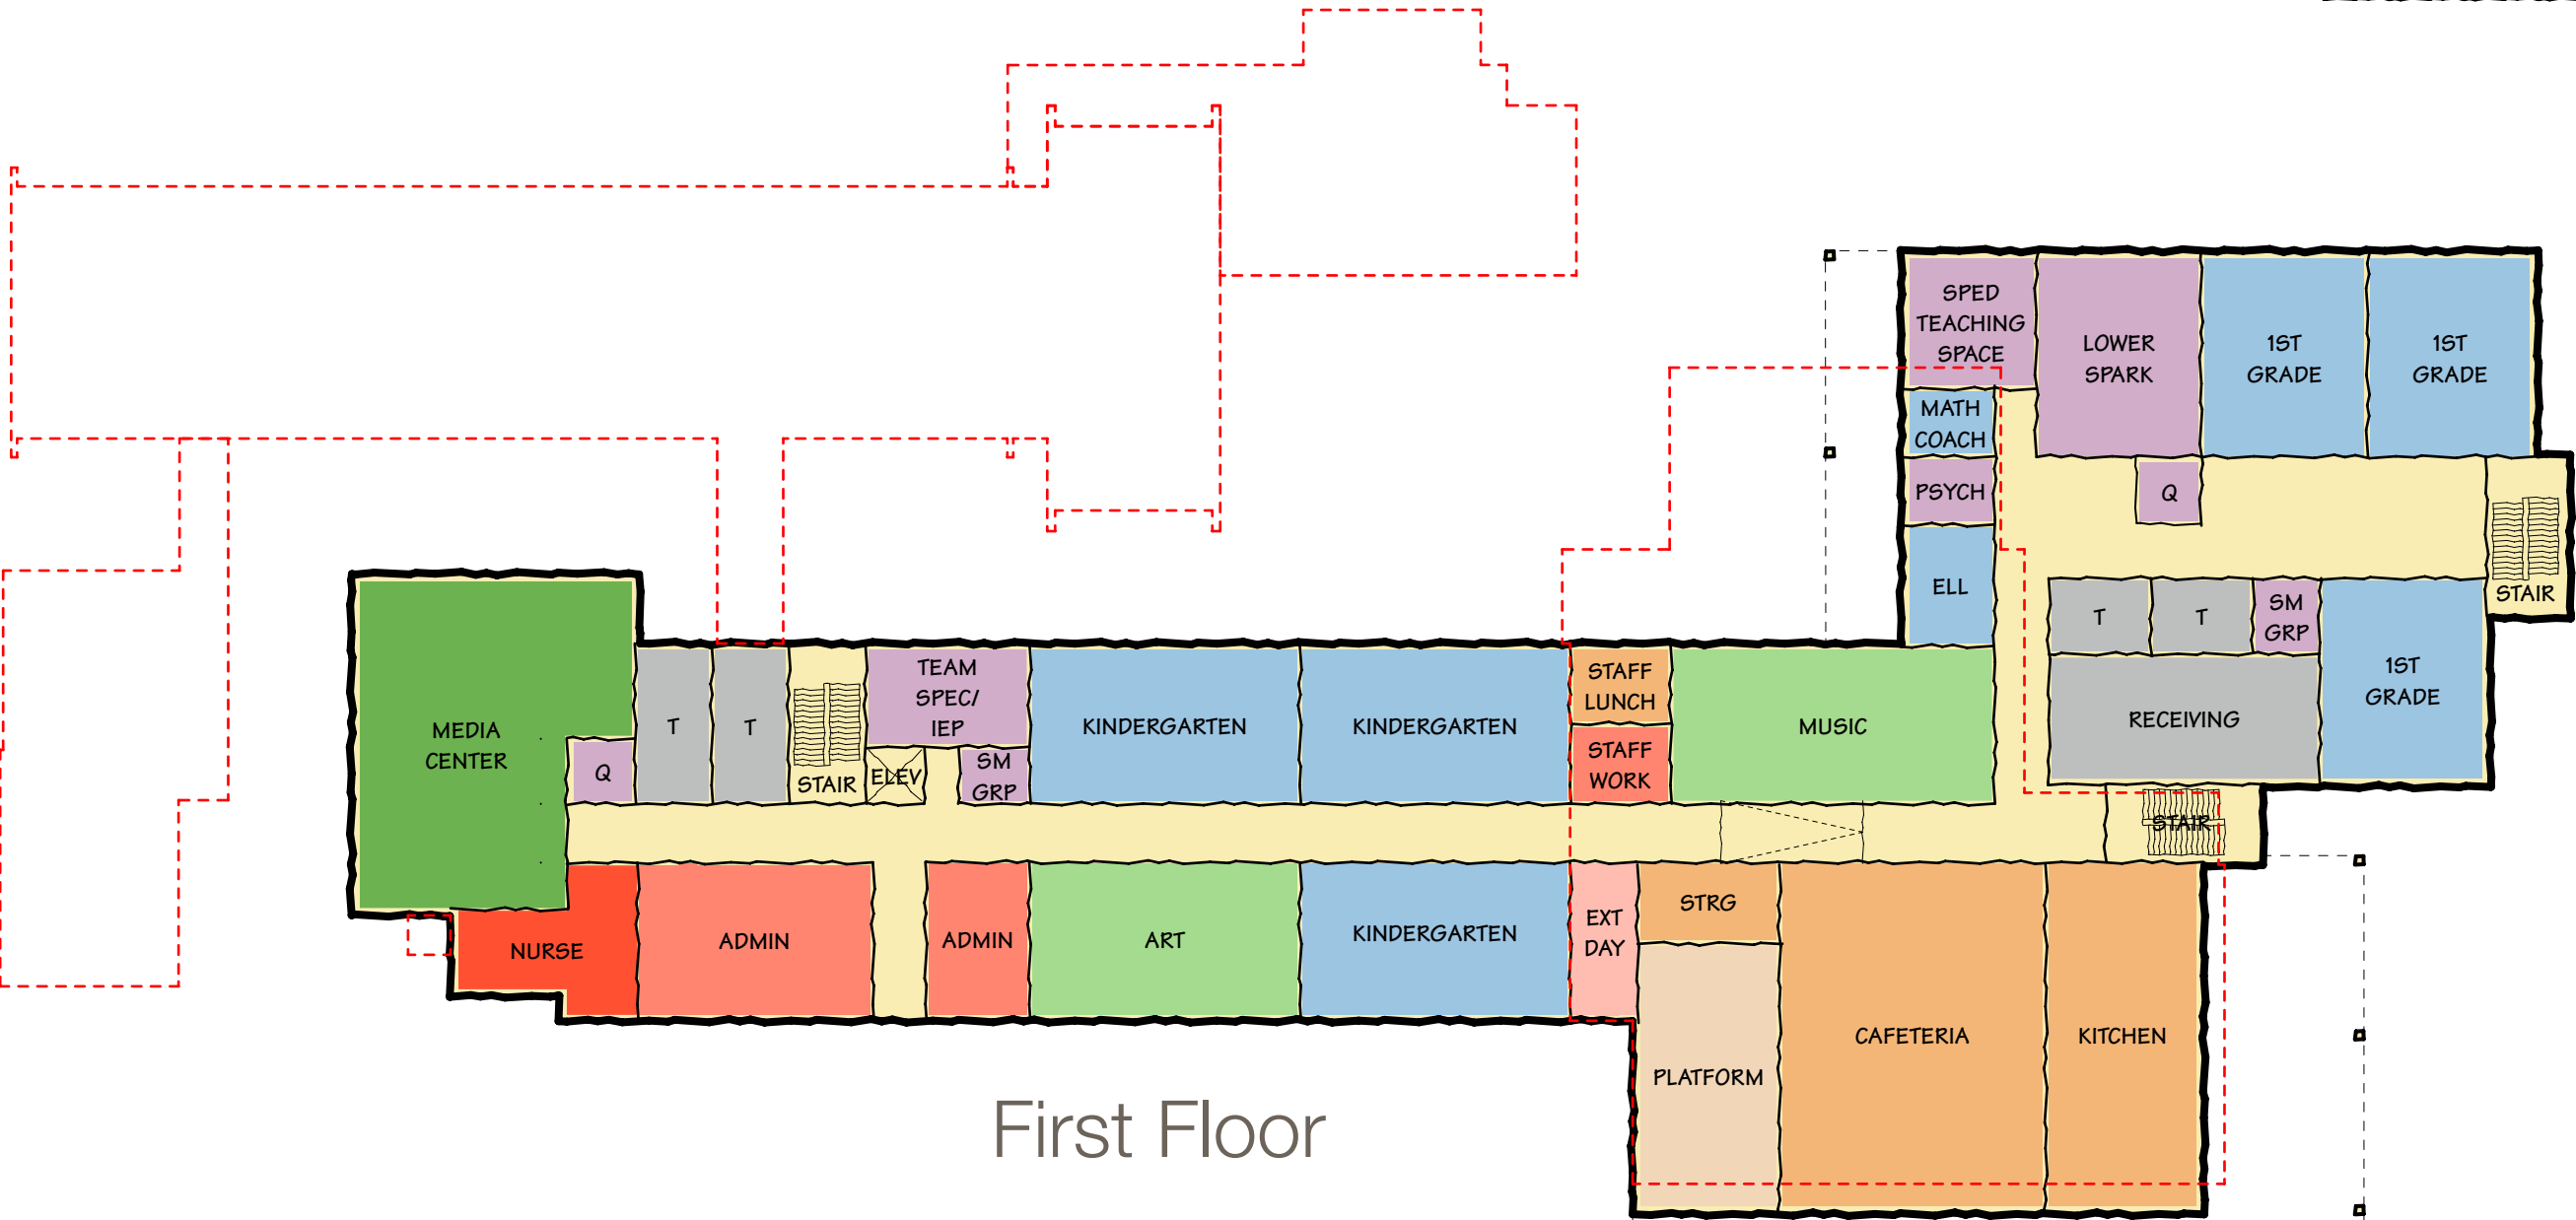 SPED
TEACHING
SPACE
LOWER
SPARK
1ST
GRADE
1ST
GRADE
MATH
COACH
PSYCH
Q
ELL
STAIR
T
T
SM
GRP
1ST
GRADE
RECEIVING
MEDIA
CENTER
Q
T
T
STAIR
TEAM
SPEC/
IEP
ELEV
SM
GRP
KINDERGARTEN
KINDERGARTEN
STAFF
LUNCH
STAFF
WORK
MUSIC
STAIR
NURSE
ADMIN
ADMIN
ART
KINDERGARTEN
EXT
DAY
STRG
PLATFORM
CAFETERIA
KITCHEN
First Floor